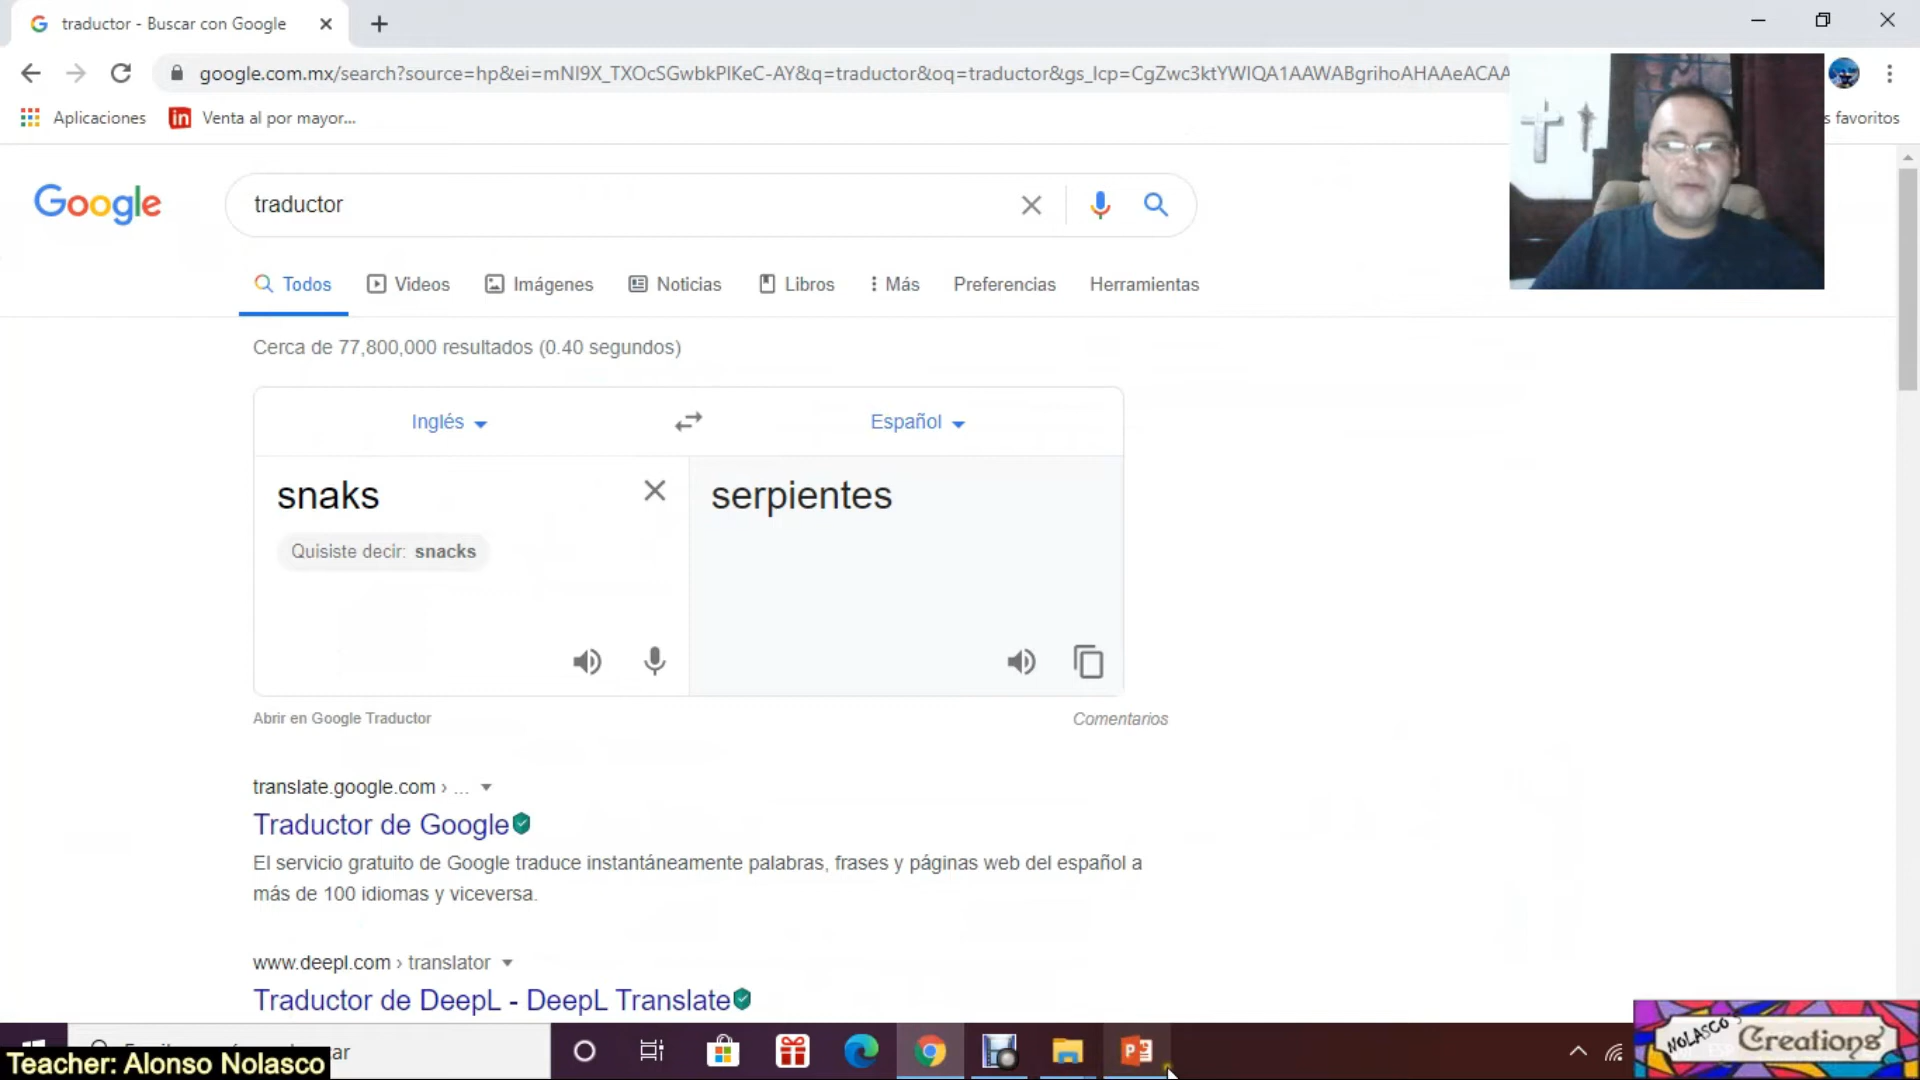 traductor - Buscar con Google
google.com.mx/search?source=hp&ei=mNI9X_TXOcSGwbkPlKeC-AY&q=traductor&oq=traductor&gs_lcp=CgZwc3ktYWIQA1AAWABgrihoAHAAeACAA
Aplicaciones
Venta al por mayor...
s favoritos
Google
traductor
Todos
Videos
Imágenes
Noticias
Libros
Más
Preferencias
Herramientas
Cerca de 77,800,000 resultados (0.40 segundos)
Inglés
Español
snaks
serpientes
Quisiste decir: snacks
Abrir en Google Traductor
Comentarios
translate.google.com › ...
Traductor de Google
El servicio gratuito de Google traduce instantáneamente palabras, frases y páginas web del español a
más de 100 idiomas y viceversa.
www.deepl.com › translator
Traductor de DeepL - DeepL Translate
Teacher: Alonso Nolasco
NOLASCO'S
Creations